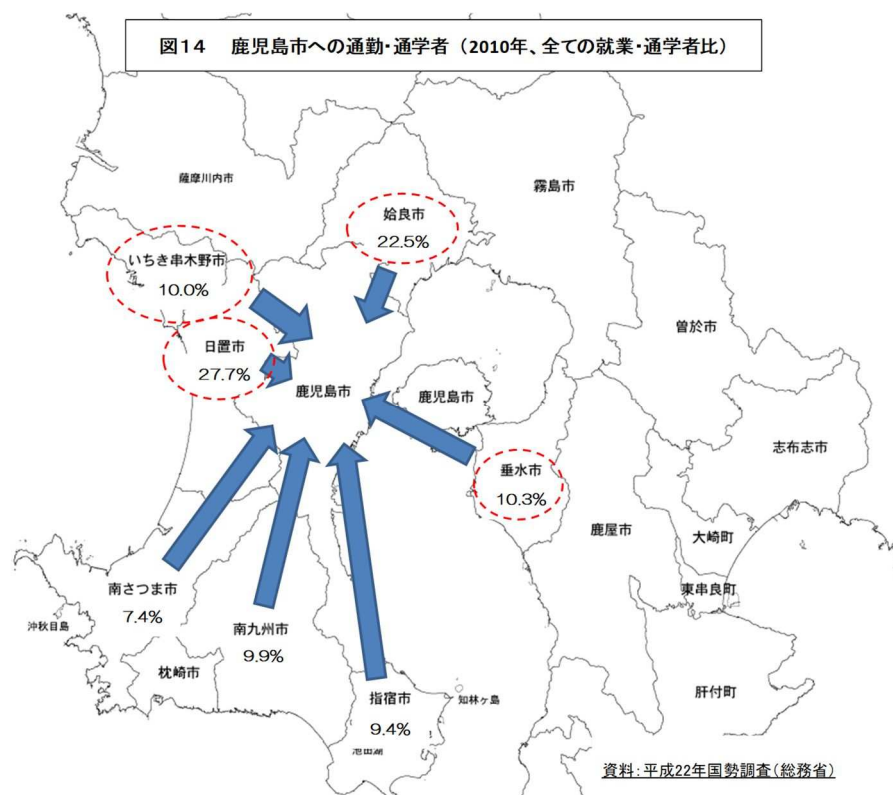 図14　鹿児島市への通勤・通学者（2010年、全ての就業・通学者比）
薩摩川内市
霧島市
姶良市
22.5%
いちき串木野市
10.0%
曽於市
日置市
27.7%
鹿児島市
鹿児島市
志布志市
垂水市
10.3%
鹿屋市
大崎町
東串良町
南さつま市
7.4%
沖秋目島
南九州市
9.9%
枕崎市
指宿市
9.4%
池田湖
知林ヶ島
肝付町
資料：平成22年国勢調査（総務省）